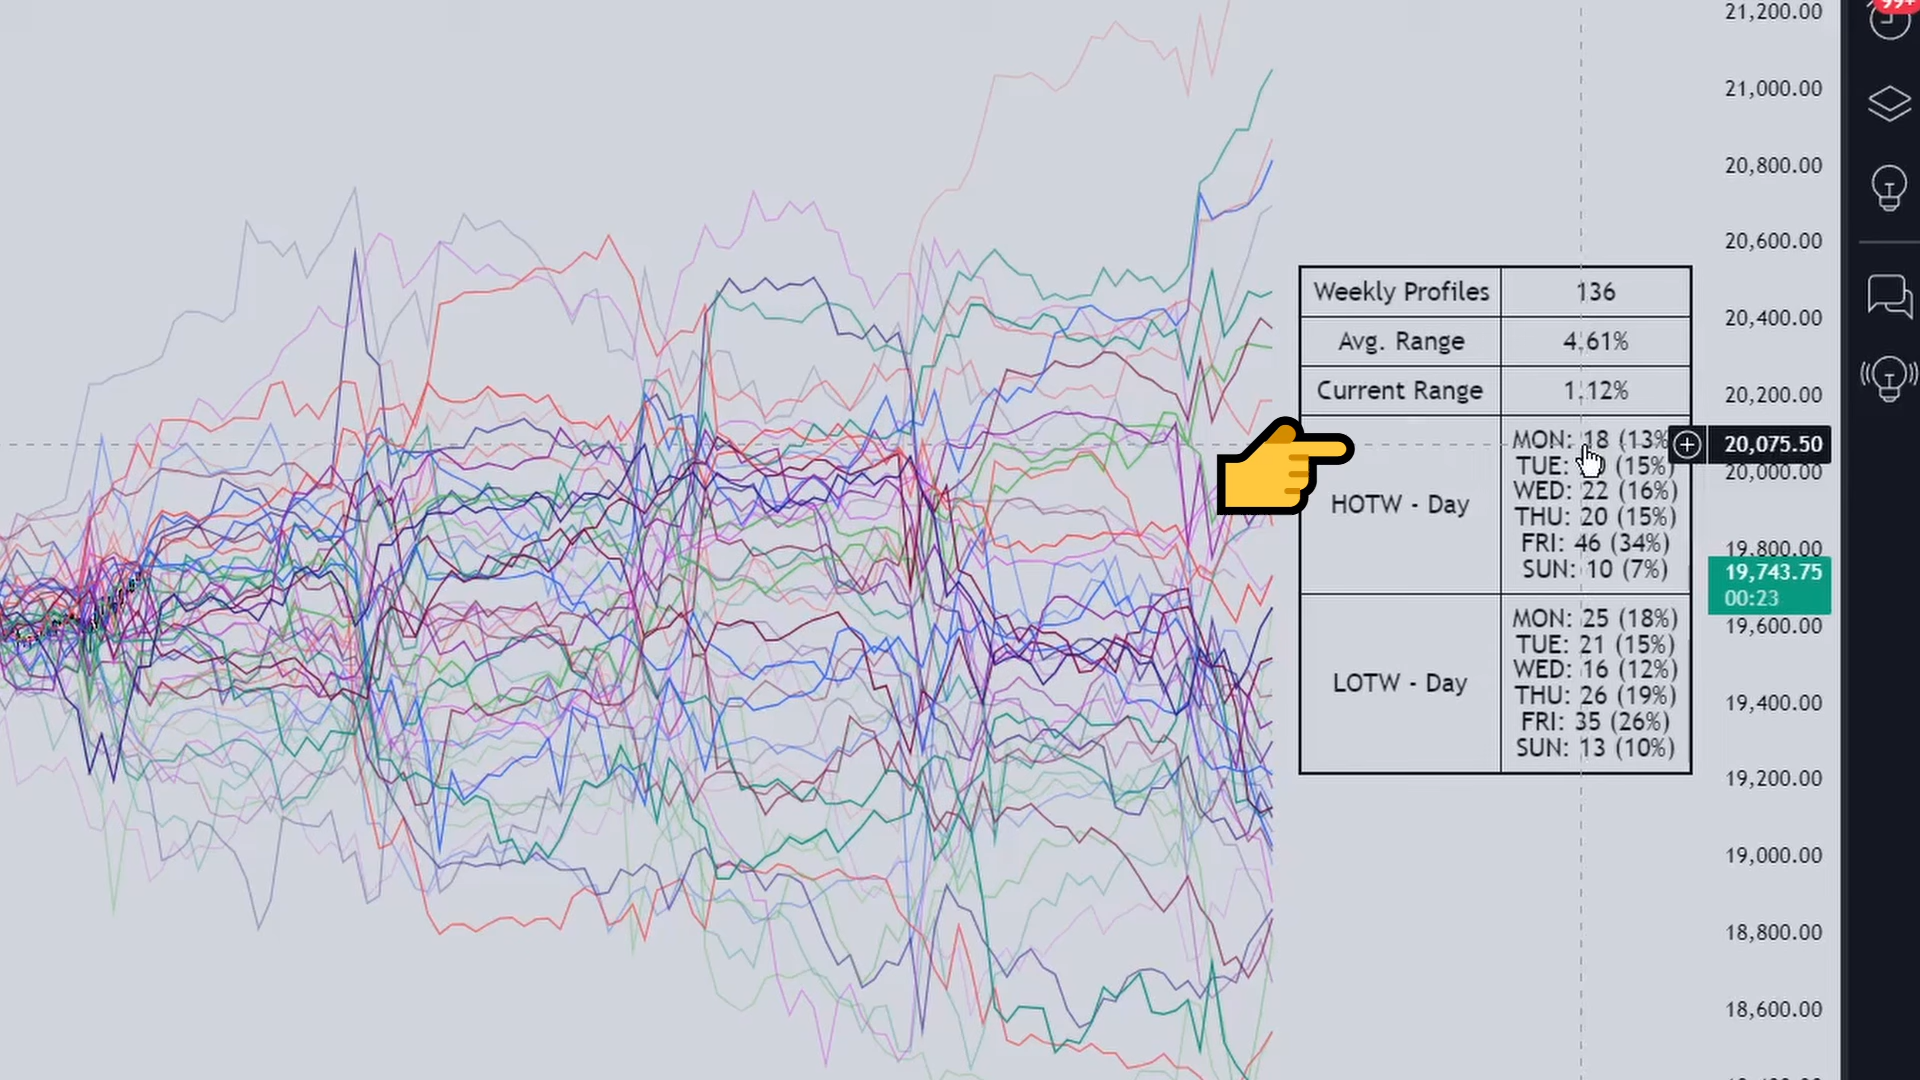 99+
21,200.00
21,000.00
20,800.00
20,600.00
20,400.00
20,200.00
20,075.50
20,000.00
19,800.00
19,743.75
00:23
19,600.00
19,400.00
19,200.00
19,000.00
18,800.00
18,600.00
Weekly Profiles 136
Avg. Range 4.61%
Current Range 1.12%
HOTW - Day
MON: 18 (13%
TUE: (15%)
WED: 22 (16%)
THU: 20 (15%)
FRI: 46 (34%)
SUN: 10 (7%)
LOTW - Day
MON: 25 (18%)
TUE: 21 (15%)
WED: 16 (12%)
THU: 26 (19%)
FRI: 35 (26%)
SUN: 13 (10%)